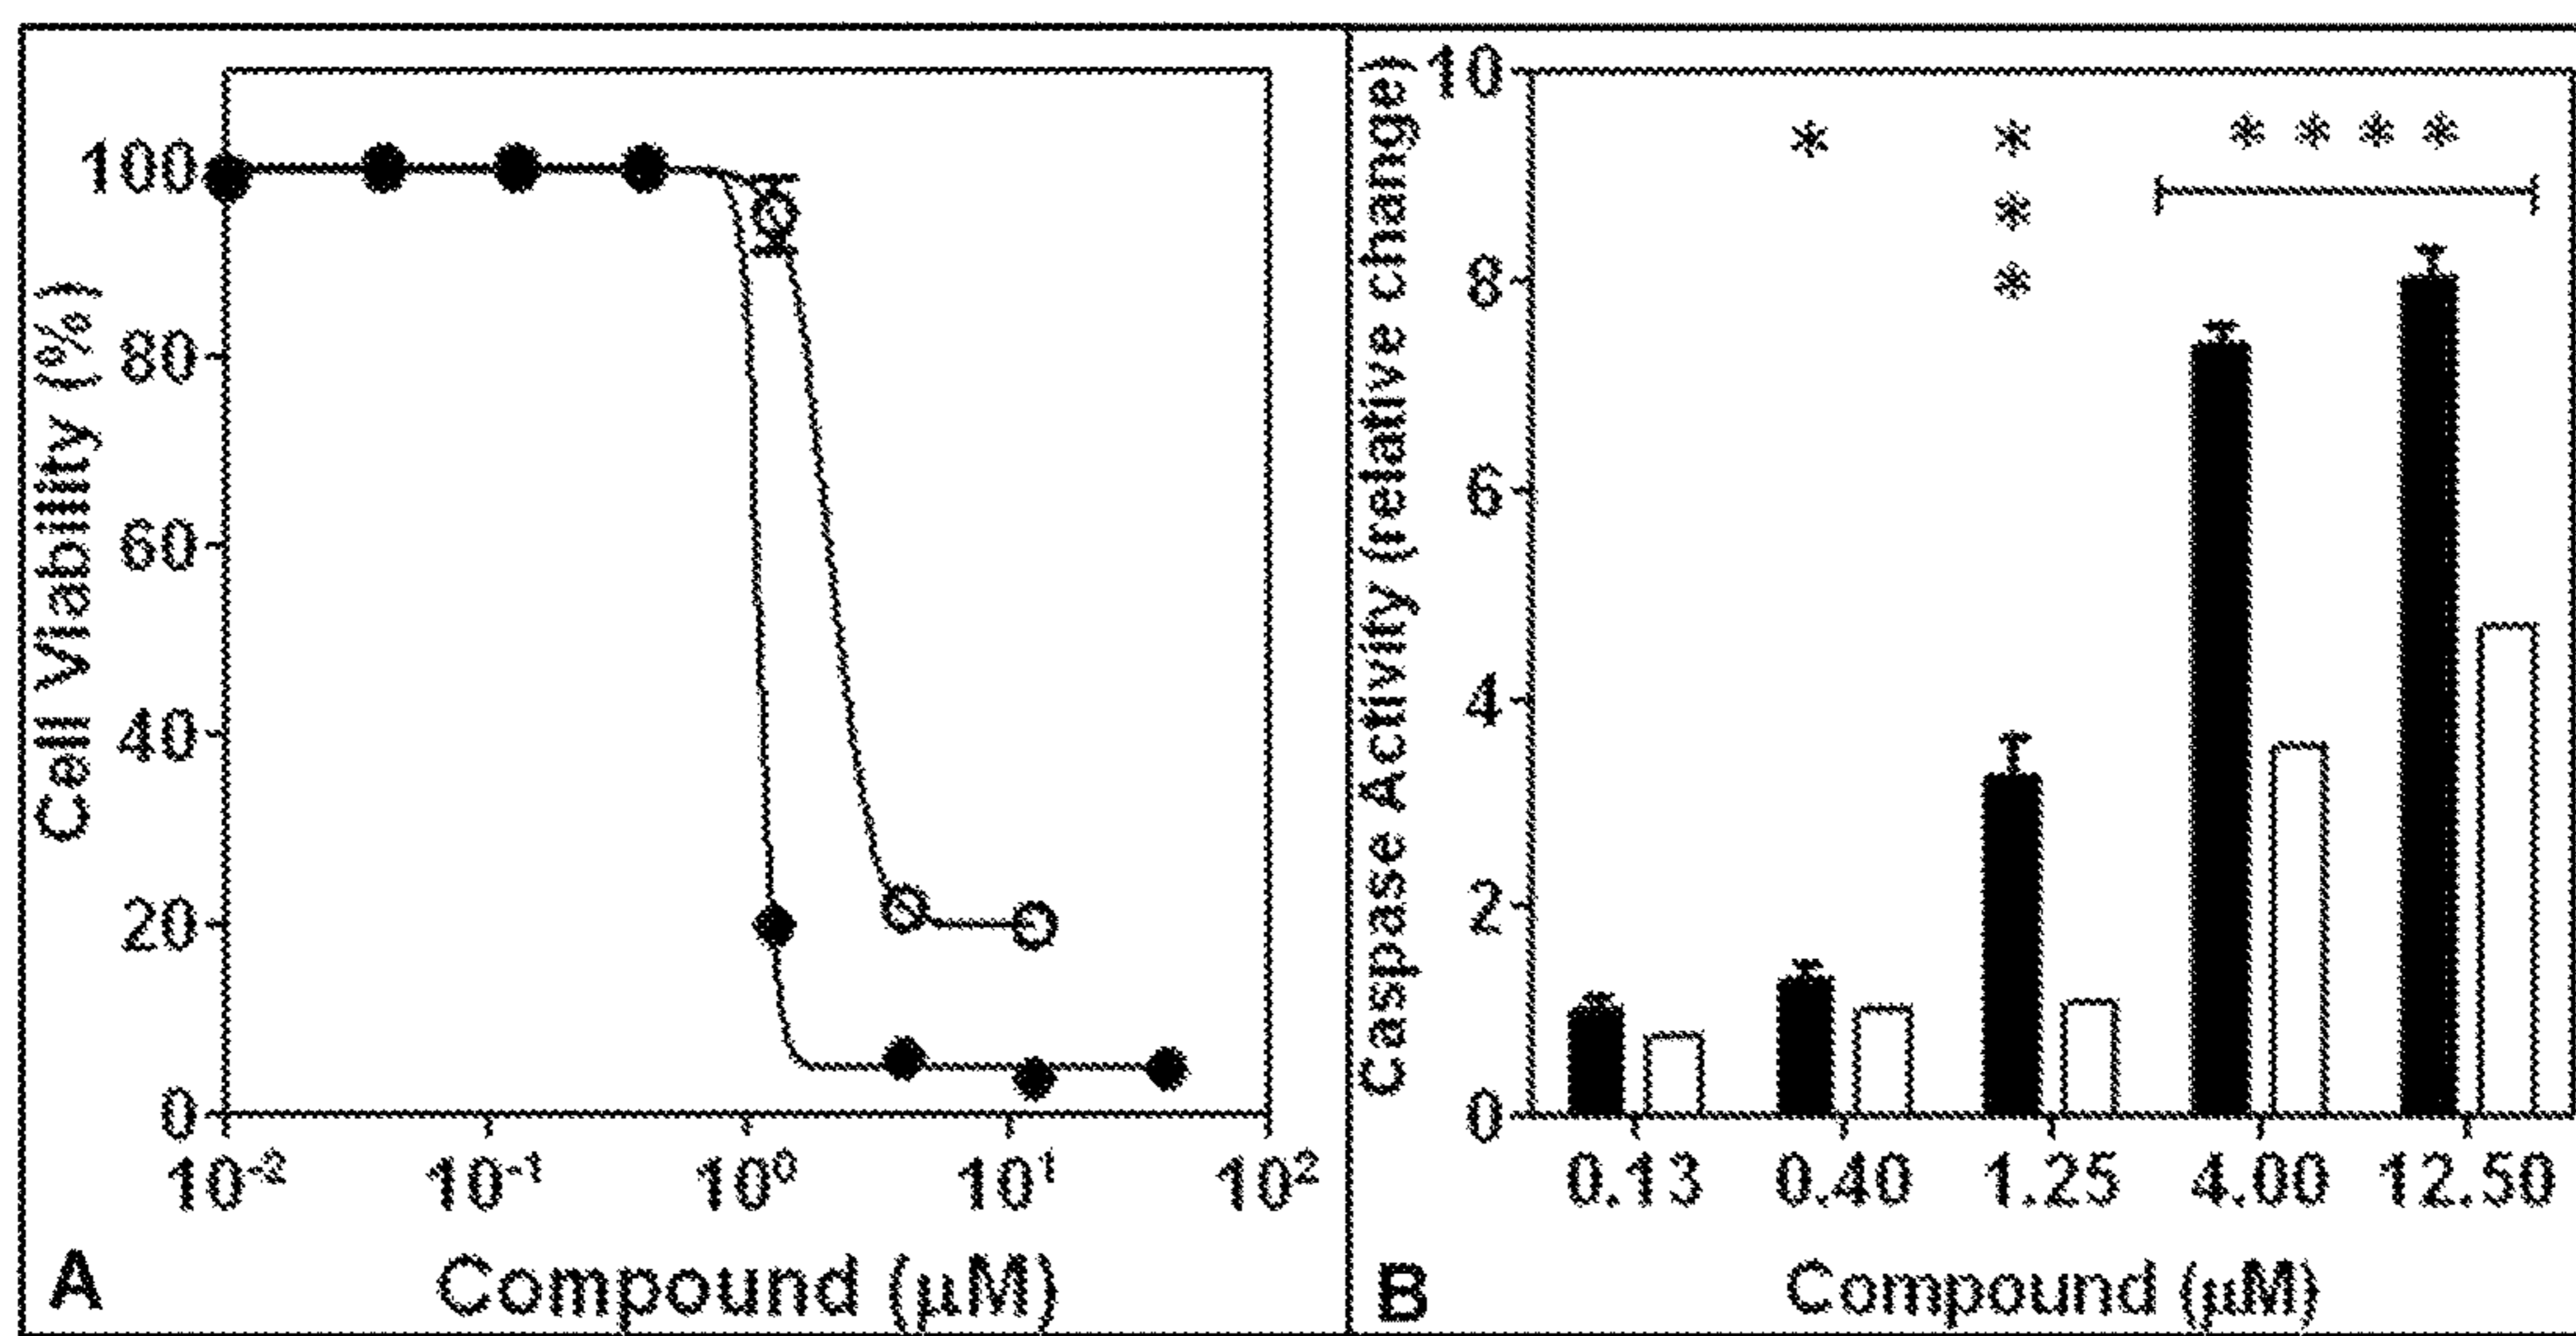 Cell Viability (%)
100
80
60
40
20
0
10⁻² 10⁻¹ 10⁰ 10¹ 10²
Compound (μM)
A
Caspase Activity (relative change)
10
8
6
4
2
0
*
*
*
*
* * * *
0.13 0.40 1.25 4.00 12.50
Compound (μM)
B